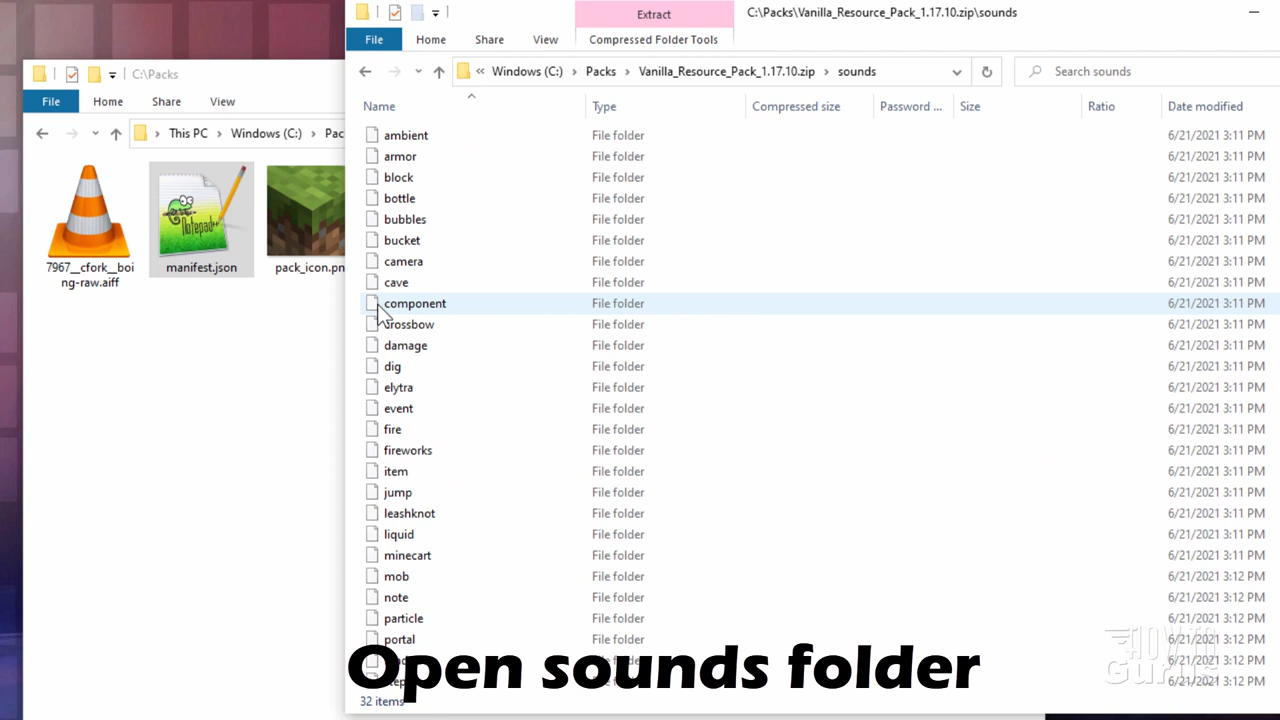 C:\Packs
File Home Share View
This PC > Windows (C:) > Pac
7967__cfork__boi
ng-raw.aiff
manifest.json
pack_icon.pn
Extract
C:\Packs\Vanilla_Resource_Pack_1.17.10.zip\sounds
File Home Share View Compressed Folder Tools
« Windows (C:) > Packs > Vanilla_Resource_Pack_1.17.10.zip > sounds
Search sounds
Name Type Compressed size Password ... Size Ratio Date modified
ambient File folder 6/21/2021 3:11 PM
armor File folder 6/21/2021 3:11 PM
block File folder 6/21/2021 3:11 PM
bottle File folder 6/21/2021 3:11 PM
bubbles File folder 6/21/2021 3:11 PM
bucket File folder 6/21/2021 3:11 PM
camera File folder 6/21/2021 3:11 PM
cave File folder 6/21/2021 3:11 PM
component File folder 6/21/2021 3:11 PM
crossbow File folder 6/21/2021 3:11 PM
damage File folder 6/21/2021 3:11 PM
dig File folder 6/21/2021 3:11 PM
elytra File folder 6/21/2021 3:11 PM
event File folder 6/21/2021 3:11 PM
fire File folder 6/21/2021 3:11 PM
fireworks File folder 6/21/2021 3:11 PM
item File folder 6/21/2021 3:11 PM
jump File folder 6/21/2021 3:11 PM
leashknot File folder 6/21/2021 3:11 PM
liquid File folder 6/21/2021 3:11 PM
minecart File folder 6/21/2021 3:11 PM
mob File folder 6/21/2021 3:12 PM
note File folder 6/21/2021 3:12 PM
particle File folder 6/21/2021 3:12 PM
portal File folder 6/21/2021 3:12 PM
Open sounds folder
HOW TO
Gurus
32 items